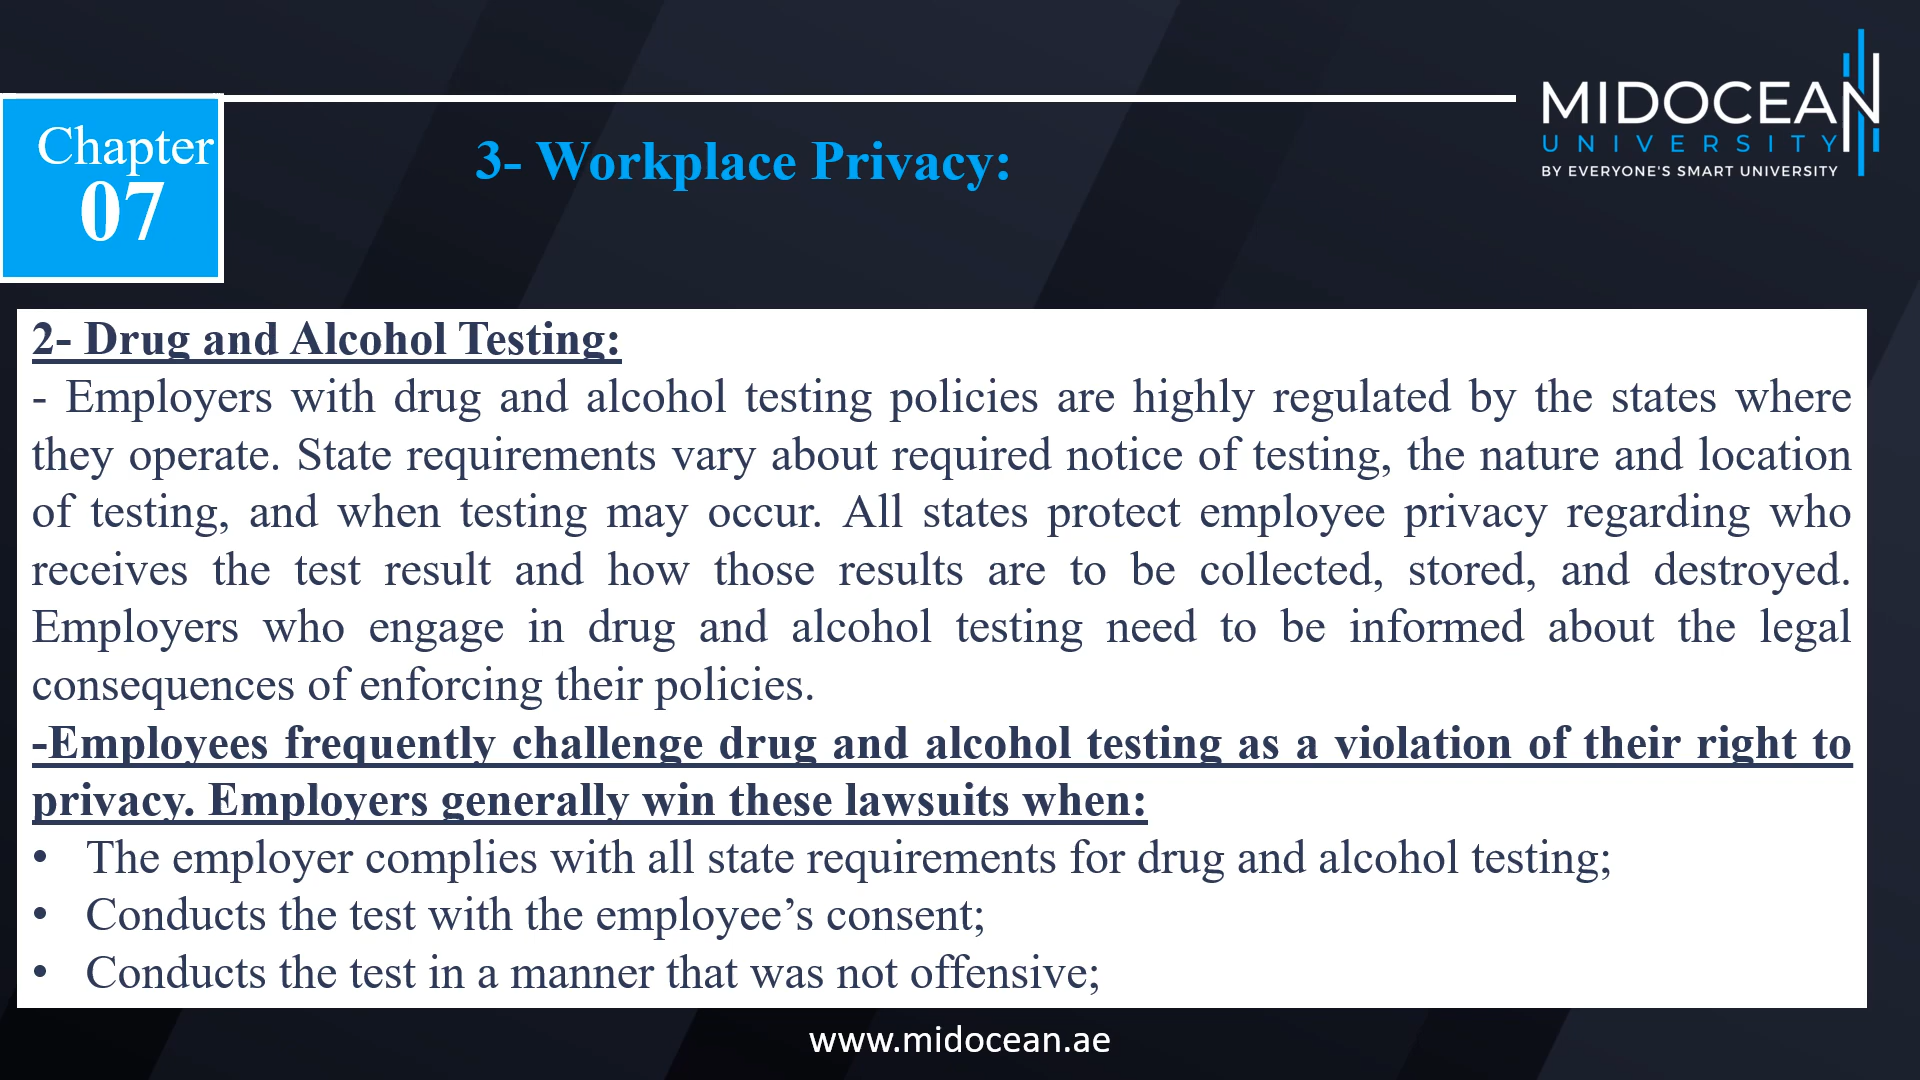 MIDOCEAN
UNIVERSITY
BY EVERYONE'S SMART UNIVERSITY
Chapter
07
3- Workplace Privacy:
2- Drug and Alcohol Testing:
- Employers with drug and alcohol testing policies are highly regulated by the states where
they operate. State requirements vary about required notice of testing, the nature and location
of testing, and when testing may occur. All states protect employee privacy regarding who
receives the test result and how those results are to be collected, stored, and destroyed.
Employers who engage in drug and alcohol testing need to be informed about the legal
consequences of enforcing their policies.
-Employees frequently challenge drug and alcohol testing as a violation of their right to
privacy. Employers generally win these lawsuits when:
• The employer complies with all state requirements for drug and alcohol testing;
• Conducts the test with the employee’s consent;
• Conducts the test in a manner that was not offensive;
www.midocean.ae